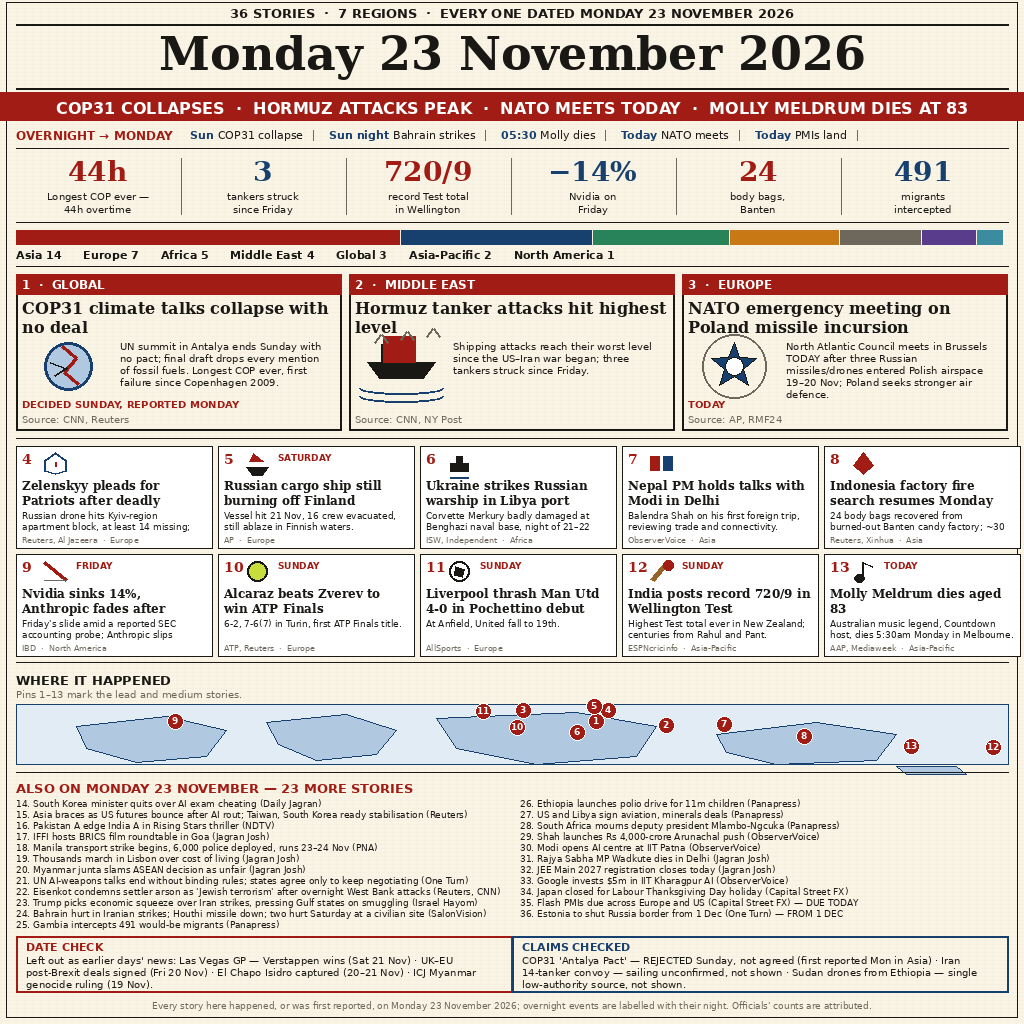 36 STORIES · 7 REGIONS · EVERY ONE DATED MONDAY 23 NOVEMBER 2026
Monday 23 November 2026
COP31 COLLAPSES · HORMUZ ATTACKS PEAK · NATO MEETS TODAY · MOLLY MELDRUM DIES AT 83
OVERNIGHT → MONDAY Sun COP31 collapse | Sun night Bahrain strikes | 05:30 Molly dies | Today NATO meets | Today PMIs land |
44h
Longest COP ever —
44h overtime
3
tankers struck
since Friday
720/9
record Test total
in Wellington
−14%
Nvidia on
Friday
24
body bags,
Banten
491
migrants
intercepted
Asia 14 Europe 7 Africa 5 Middle East 4 Global 3 Asia-Pacific 2 North America 1
1 · GLOBAL
COP31 climate talks collapse with
no deal
UN summit in Antalya ends Sunday with
no pact; final draft drops every mention
of fossil fuels. Longest COP ever, first
failure since Copenhagen 2009.
DECIDED SUNDAY, REPORTED MONDAY
Source: CNN, Reuters
2 · MIDDLE EAST
Hormuz tanker attacks hit highest
level
Shipping attacks reach their worst level
since the US–Iran war began; three
tankers struck since Friday.
Source: CNN, NY Post
3 · EUROPE
NATO emergency meeting on
Poland missile incursion
North Atlantic Council meets in Brussels
TODAY after three Russian
missiles/drones entered Polish airspace
19–20 Nov; Poland seeks stronger air
defence.
TODAY
Source: AP, RMF24
4
Zelenskyy pleads for
Patriots after deadly
Russian drone hits Kyiv-region
apartment block, at least 14 missing;
Reuters, Al Jazeera · Europe
5 SATURDAY
Russian cargo ship still
burning off Finland
Vessel hit 21 Nov, 16 crew evacuated,
still ablaze in Finnish waters.
AP · Europe
6
Ukraine strikes Russian
warship in Libya port
Corvette Merkury badly damaged at
Benghazi naval base, night of 21–22
ISW, Independent · Africa
7
Nepal PM holds talks with
Modi in Delhi
Balendra Shah on his first foreign trip,
reviewing trade and connectivity.
ObserverVoice · Asia
8
Indonesia factory fire
search resumes Monday
24 body bags recovered from
burned-out Banten candy factory; ~30
Reuters, Xinhua · Asia
9 FRIDAY
Nvidia sinks 14%,
Anthropic fades after
Friday's slide amid a reported SEC
accounting probe; Anthropic slips
IBD · North America
10 SUNDAY
Alcaraz beats Zverev to
win ATP Finals
6-2, 7-6(7) in Turin, first ATP Finals title.
ATP, Reuters · Europe
11 SUNDAY
Liverpool thrash Man Utd
4-0 in Pochettino debut
At Anfield, United fall to 19th.
AllSports · Europe
12 SUNDAY
India posts record 720/9 in
Wellington Test
Highest Test total ever in New Zealand;
centuries from Rahul and Pant.
ESPNcricinfo · Asia-Pacific
13 TODAY
Molly Meldrum dies aged
83
Australian music legend, Countdown
host, dies 5:30am Monday in Melbourne.
AAP, Mediaweek · Asia-Pacific
WHERE IT HAPPENED
Pins 1–13 mark the lead and medium stories.
9
11
3
10
5
4
1
6
2
7
8
13
12
ALSO ON MONDAY 23 NOVEMBER — 23 MORE STORIES
14. South Korea minister quits over AI exam cheating (Daily Jagran)
15. Asia braces as US futures bounce after AI rout; Taiwan, South Korea ready stabilisation (Reuters)
16. Pakistan A edge India A in Rising Stars thriller (NDTV)
17. IFFI hosts BRICS film roundtable in Goa (Jagran Josh)
18. Manila transport strike begins, 6,000 police deployed, runs 23–24 Nov (PNA)
19. Thousands march in Lisbon over cost of living (Jagran Josh)
20. Myanmar junta slams ASEAN decision as unfair (Jagran Josh)
21. UN AI-weapons talks end without binding rules; states agree only to keep negotiating (One Turn)
22. Eisenkot condemns settler arson as 'Jewish terrorism' after overnight West Bank attacks (Reuters, CNN)
23. Trump picks economic squeeze over Iran strikes, pressing Gulf states on smuggling (Israel Hayom)
24. Bahrain hurt in Iranian strikes; Houthi missile down; two hurt Saturday at a civilian site (SalonVision)
25. Gambia intercepts 491 would-be migrants (Panapress)
26. Ethiopia launches polio drive for 11m children (Panapress)
27. US and Libya sign aviation, minerals deals (Panapress)
28. South Africa mourns deputy president Mlambo-Ngcuka (Panapress)
29. Shah launches Rs 4,000-crore Arunachal push (ObserverVoice)
30. Modi opens AI centre at IIT Patna (ObserverVoice)
31. Rajya Sabha MP Wadkute dies in Delhi (Jagran Josh)
32. JEE Main 2027 registration closes today (Jagran Josh)
33. Google invests $5m in IIT Kharagpur AI (ObserverVoice)
34. Japan closed for Labour Thanksgiving Day holiday (Capital Street FX)
35. Flash PMIs due across Europe and US (Capital Street FX) — DUE TODAY
36. Estonia to shut Russia border from 1 Dec (One Turn) — FROM 1 DEC
DATE CHECK
Left out as earlier days' news: Las Vegas GP — Verstappen wins (Sat 21 Nov) · UK–EU
post-Brexit deals signed (Fri 20 Nov) · El Chapo Isidro captured (20–21 Nov) · ICJ Myanmar
genocide ruling (19 Nov).
CLAIMS CHECKED
COP31 'Antalya Pact' — REJECTED Sunday, not agreed (first reported Mon in Asia) · Iran
14-tanker convoy — sailing unconfirmed, not shown · Sudan drones from Ethiopia — single
low-authority source, not shown.
Every story here happened, or was first reported, on Monday 23 November 2026; overnight events are labelled with their night. Officials' counts are attributed.